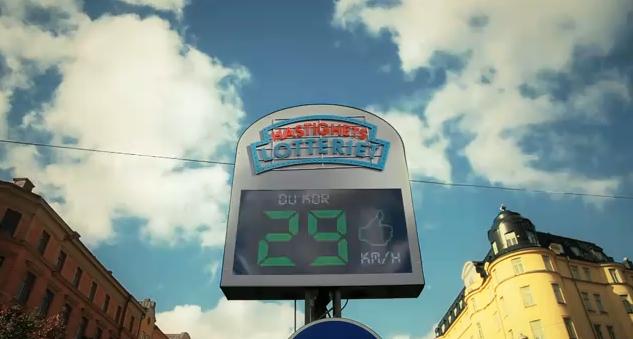 HASTIGHETS
LOTTERIET
DU KÖR
29
KM/H